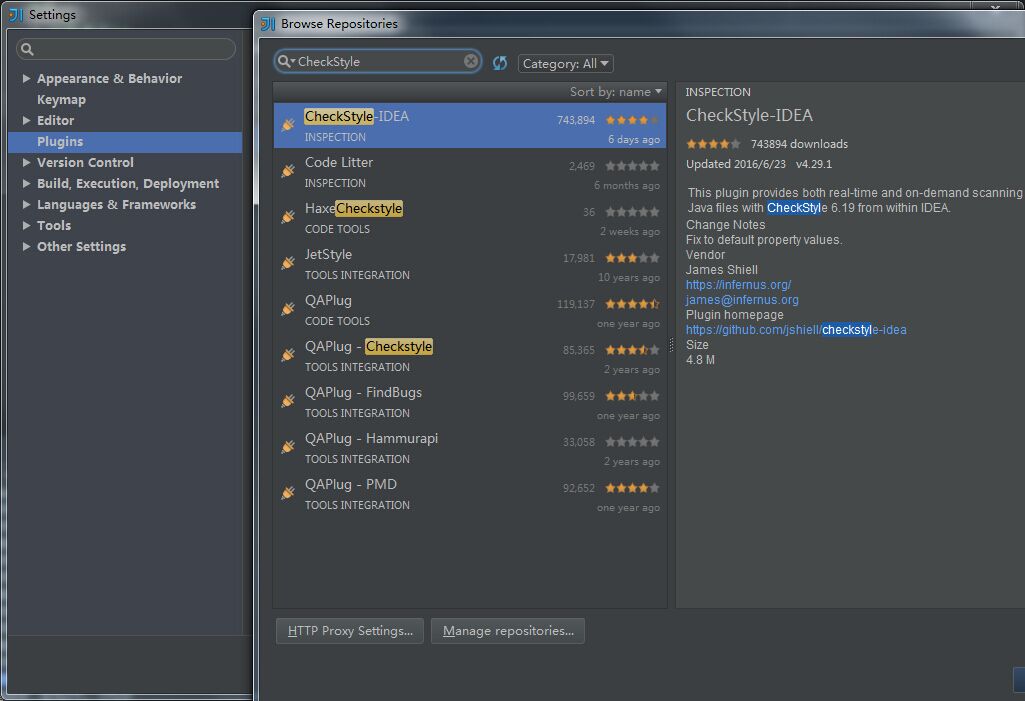 Settings
Appearance & Behavior
Keymap
Editor
Plugins
Version Control
Build, Execution, Deployment
Languages & Frameworks
Tools
Other Settings
Browse Repositories
CheckStyle
Category: All
Sort by: name
CheckStyle-IDEA 743,894
INSPECTION 6 days ago
Code Litter 2,469
INSPECTION 6 months ago
HaxeCheckstyle 36
CODE TOOLS 2 weeks ago
JetStyle 17,981
TOOLS INTEGRATION 10 years ago
QAPlug 119,137
CODE TOOLS one year ago
QAPlug - Checkstyle 85,365
TOOLS INTEGRATION 2 years ago
QAPlug - FindBugs 99,659
TOOLS INTEGRATION one year ago
QAPlug - Hammurapi 33,058
TOOLS INTEGRATION 2 years ago
QAPlug - PMD 92,652
TOOLS INTEGRATION one year ago
INSPECTION
CheckStyle-IDEA
743894 downloads
Updated 2016/6/23 v4.29.1
This plugin provides both real-time and on-demand scanning
Java files with CheckStyle 6.19 from within IDEA.
Change Notes
Fix to default property values.
Vendor
James Shiell
https://infernus.org/
james@infernus.org
Plugin homepage
https://github.com/jshiell/checkstyle-idea
Size
4.8 M
HTTP Proxy Settings...
Manage repositories...